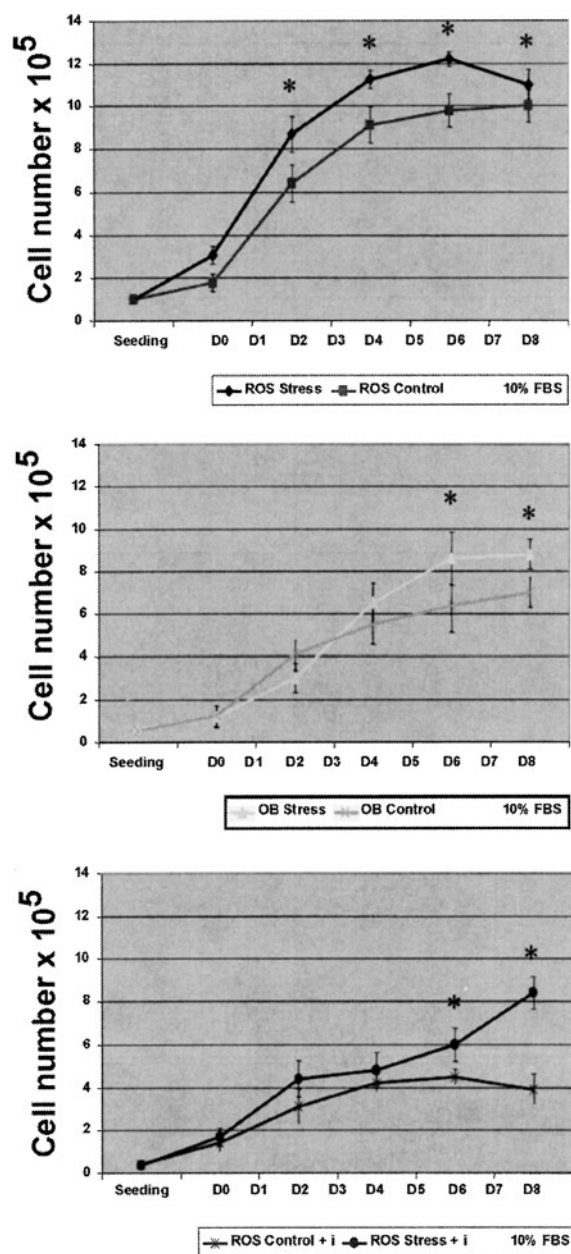 14
12
10
8
6
4
2
0
Cell number x 10⁵
* * * *
Seeding D0 D1 D2 D3 D4 D5 D6 D7 D8
ROS Stress ROS Control 10% FBS
14
12
10
8
6
4
2
0
Cell number x 10⁵
* *
Seeding D0 D1 D2 D3 D4 D5 D6 D7 D8
OB Stress OB Control 10% FBS
14
12
10
8
6
4
2
0
Cell number x 10⁵
* *
Seeding D0 D1 D2 D3 D4 D5 D6 D7 D8
ROS Control + i ROS Stress + i 10% FBS